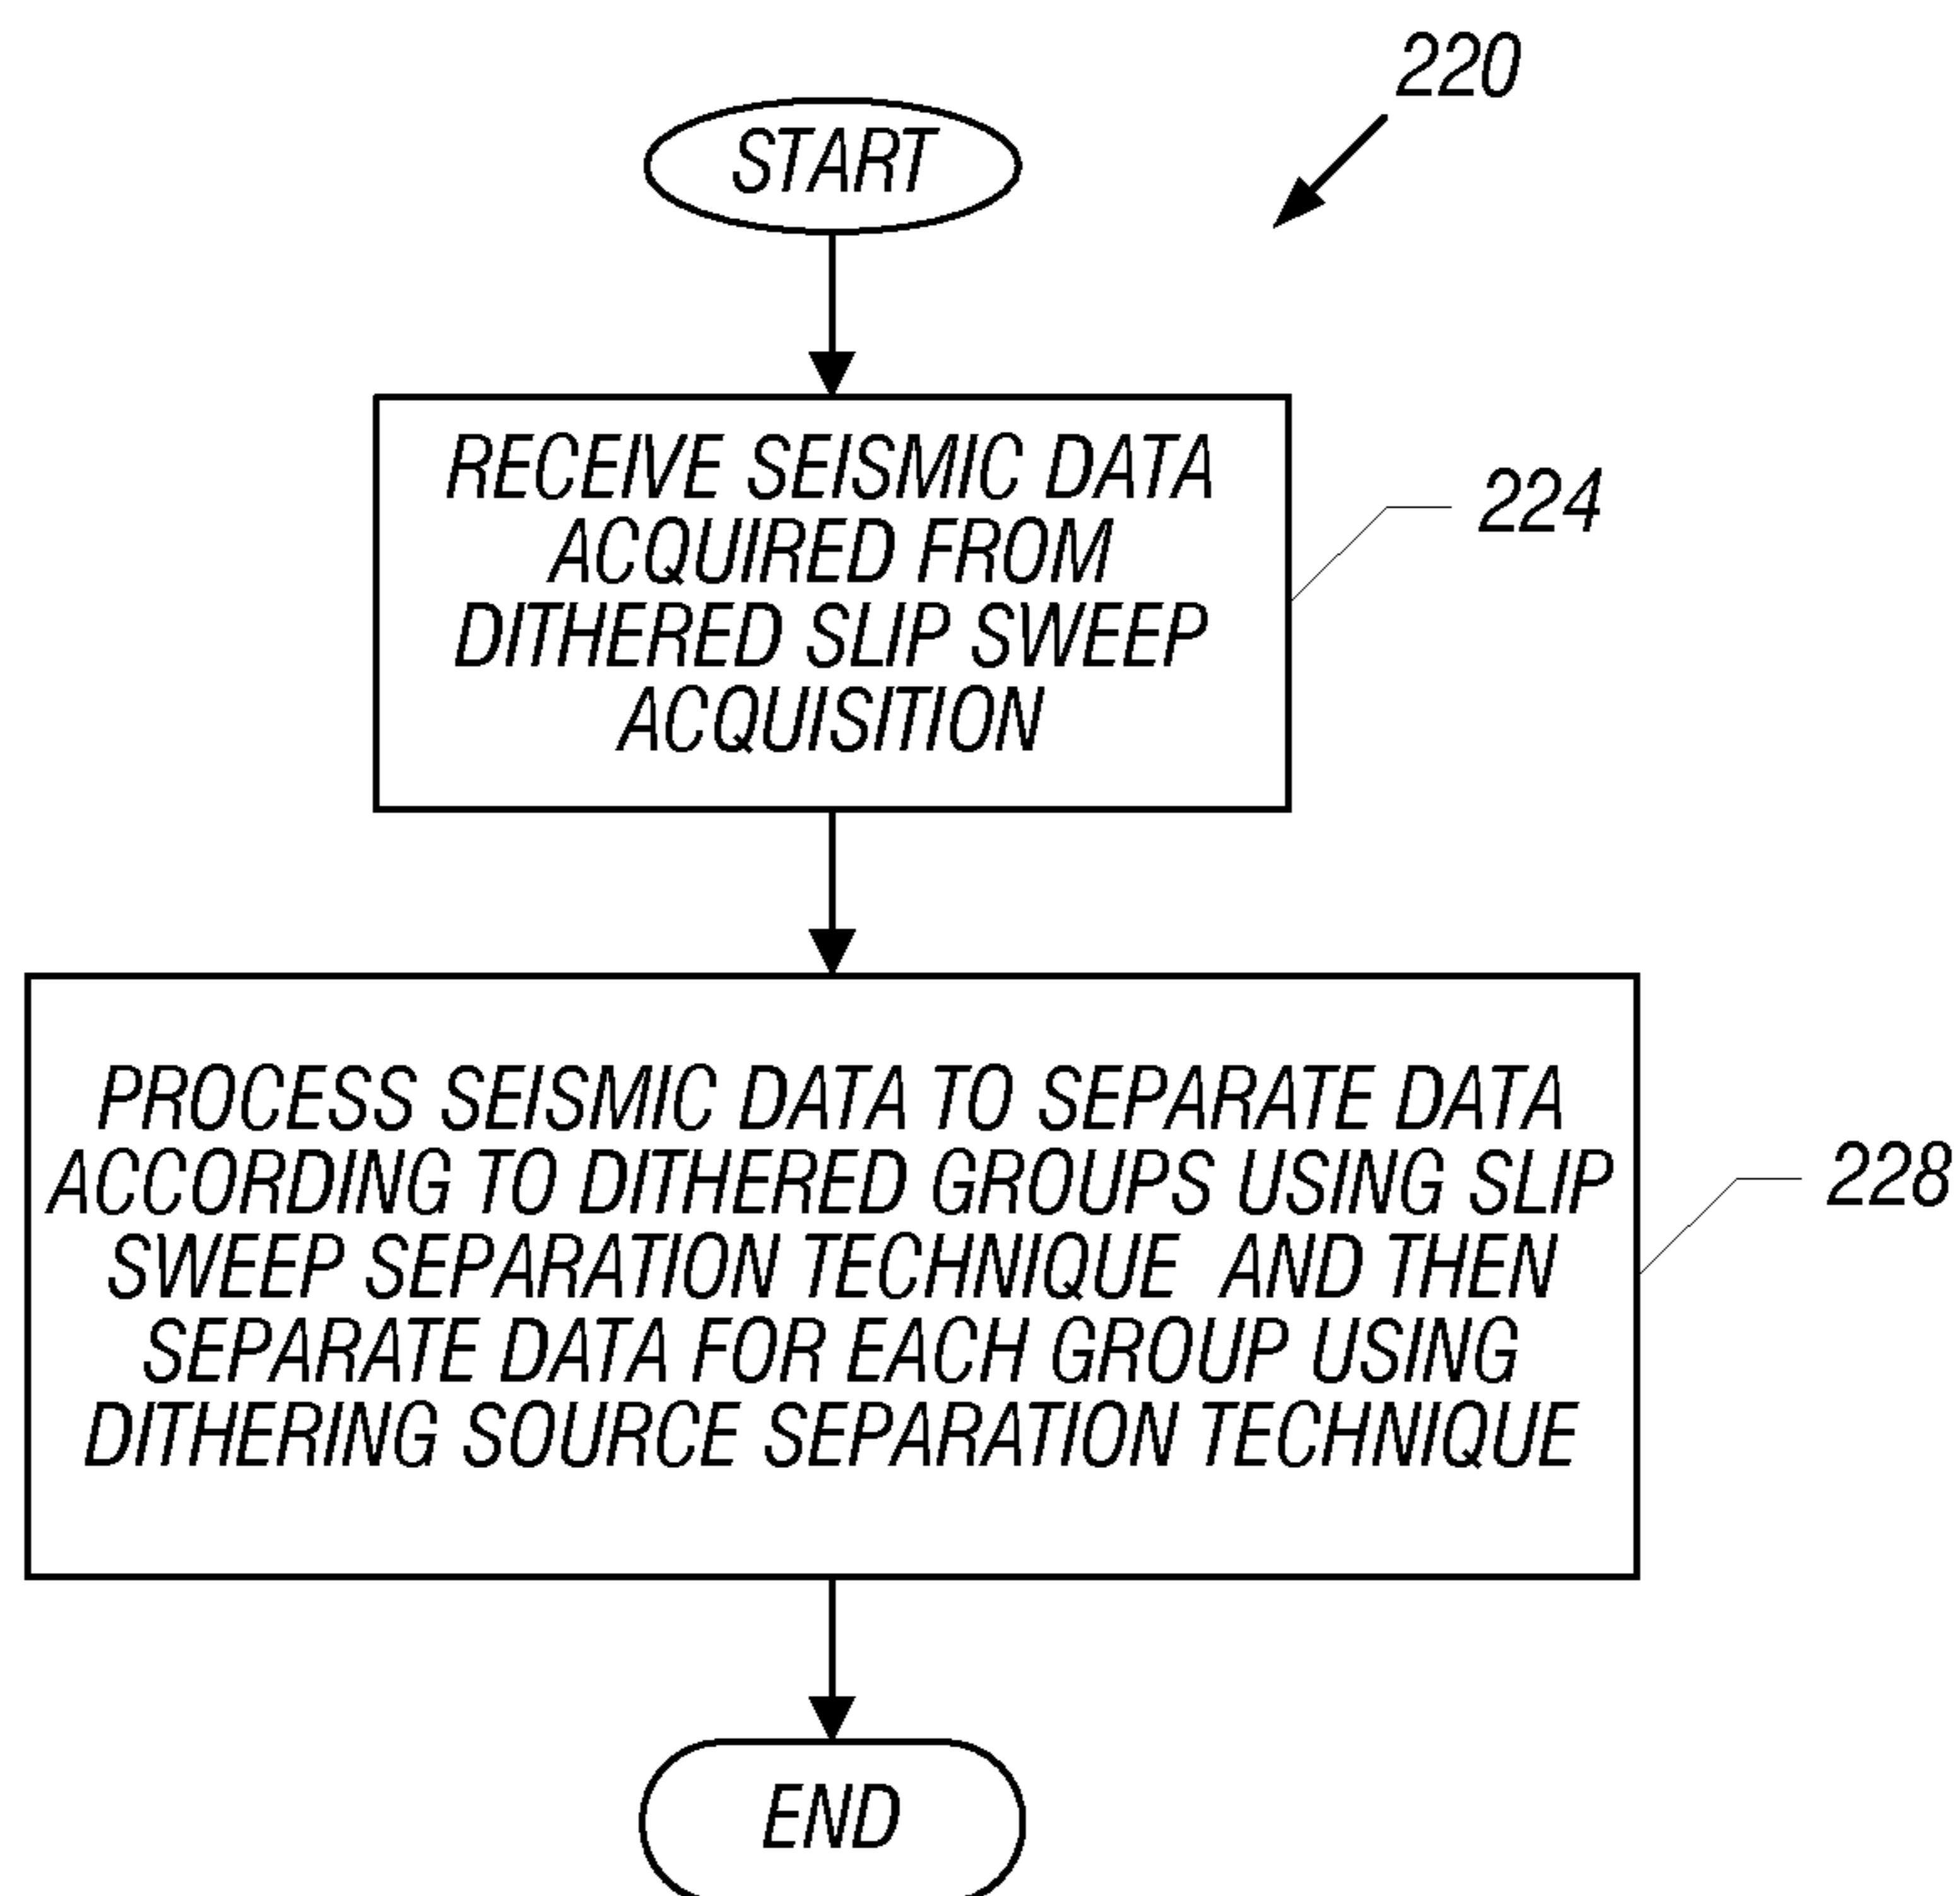 220
START
RECEIVE SEISMIC DATA
ACQUIRED FROM
DITHERED SLIP SWEEP
ACQUISITION
224
PROCESS SEISMIC DATA TO SEPARATE DATA
ACCORDING TO DITHERED GROUPS USING SLIP
SWEEP SEPARATION TECHNIQUE AND THEN
SEPARATE DATA FOR EACH GROUP USING
DITHERING SOURCE SEPARATION TECHNIQUE
228
END